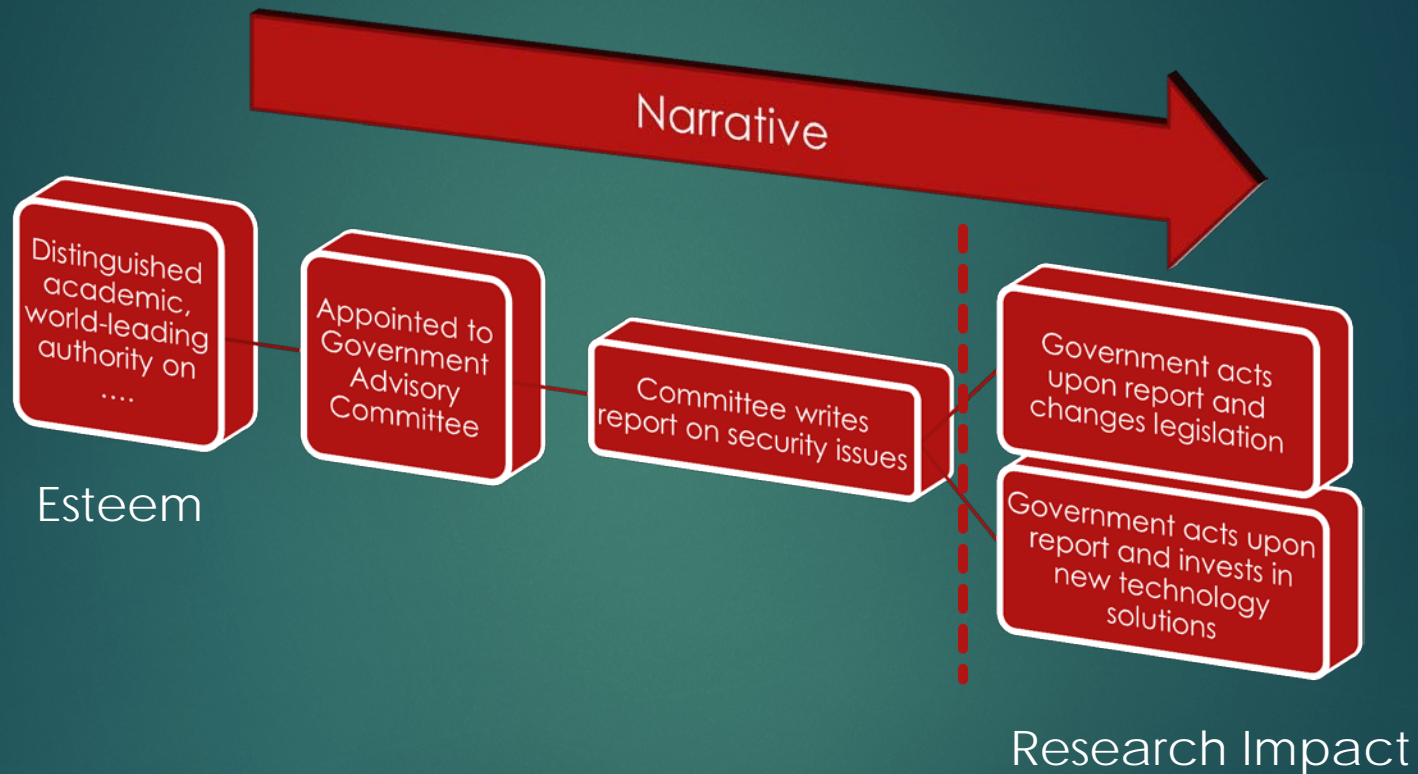 Narrative
Distinguished
academic,
world-leading
authority on
....
Esteem
Appointed to
Government
Advisory
Committee
Committee writes
report on security issues
Government acts
upon report and
changes legislation
Government acts upon
report and invests in
new technology
solutions
Research Impact